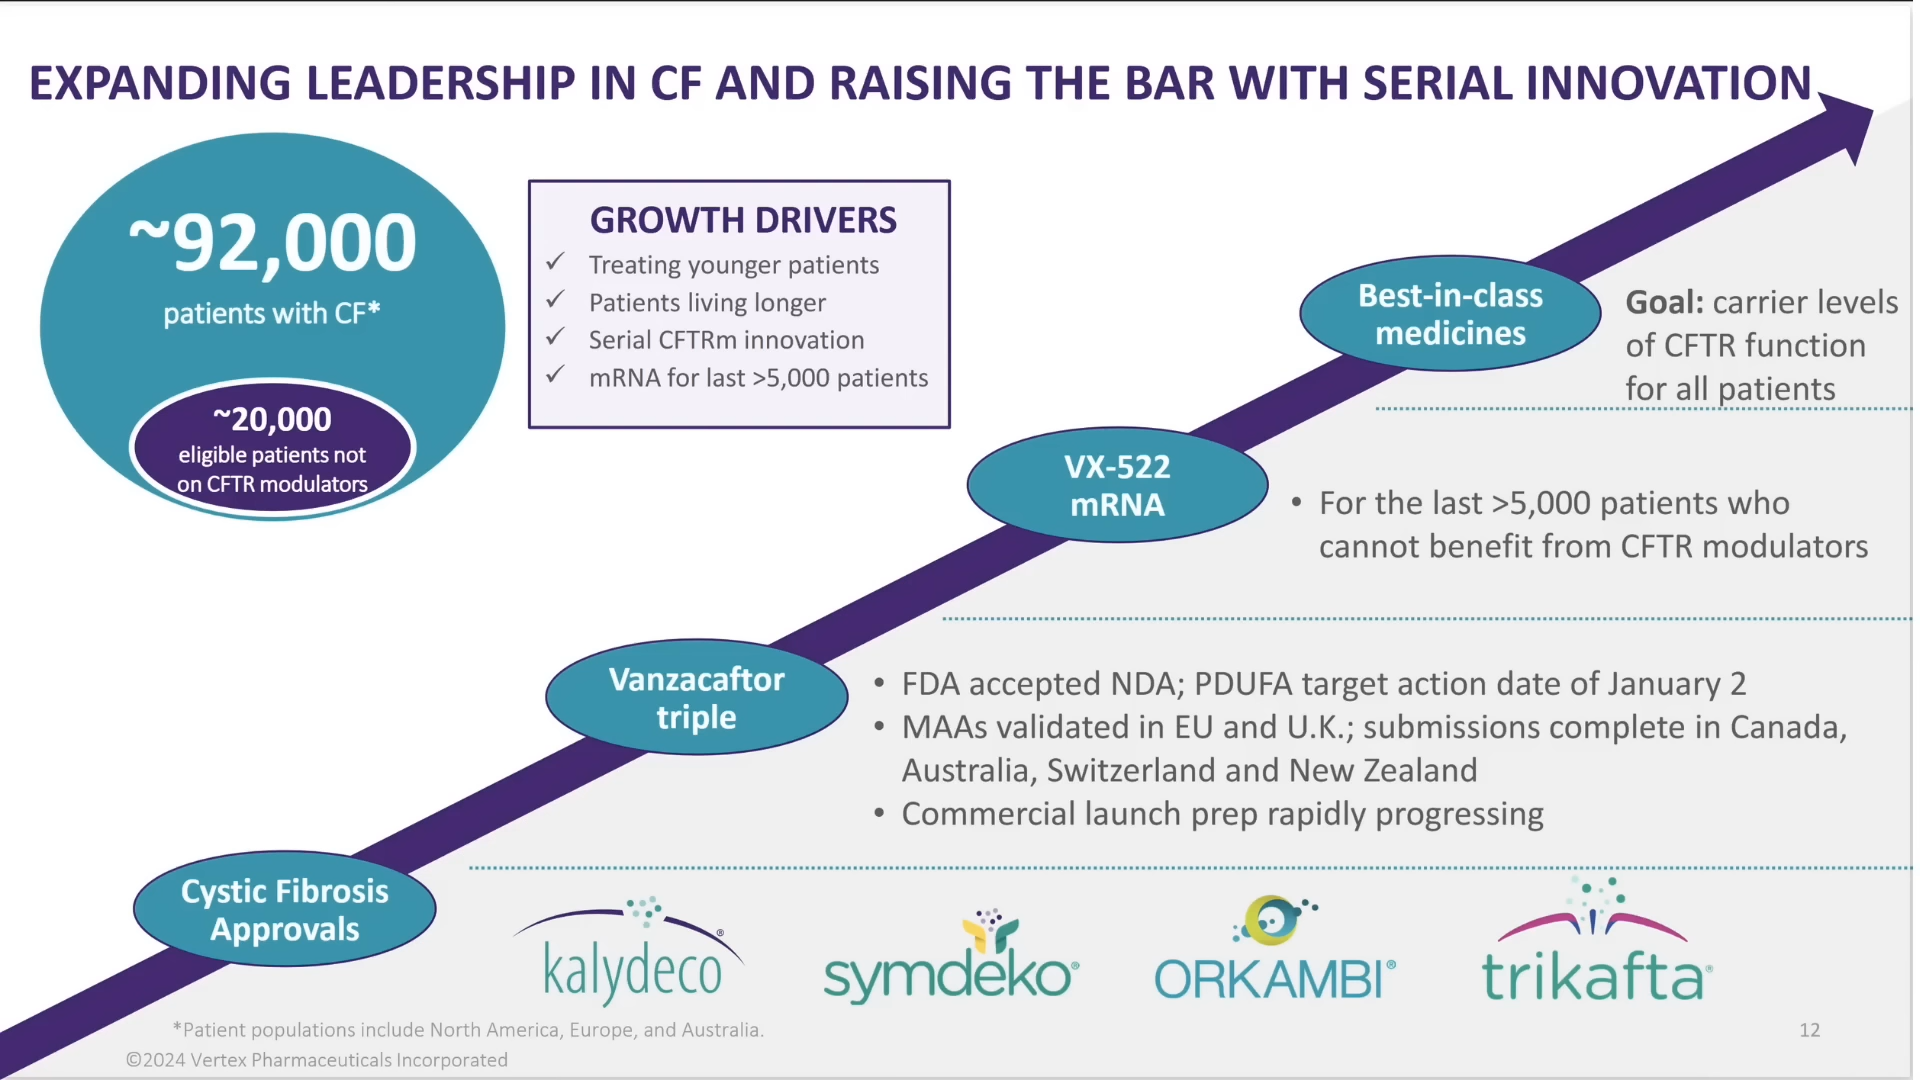 EXPANDING LEADERSHIP IN CF AND RAISING THE BAR WITH SERIAL INNOVATION
~92,000
patients with CF*
~20,000
eligible patients not
on CFTR modulators
GROWTH DRIVERS
✓ Treating younger patients
✓ Patients living longer
✓ Serial CFTRm innovation
✓ mRNA for last >5,000 patients
Best-in-class
medicines
Goal: carrier levels
of CFTR function
for all patients
VX-522
mRNA
• For the last >5,000 patients who
cannot benefit from CFTR modulators
Vanzacaftor
triple
• FDA accepted NDA; PDUFA target action date of January 2
• MAAs validated in EU and U.K.; submissions complete in Canada,
Australia, Switzerland and New Zealand
• Commercial launch prep rapidly progressing
Cystic Fibrosis
Approvals
kalydeco®
symdeko®
ORKAMBI®
trikafta®
*Patient populations include North America, Europe, and Australia.
12
©2024 Vertex Pharmaceuticals Incorporated